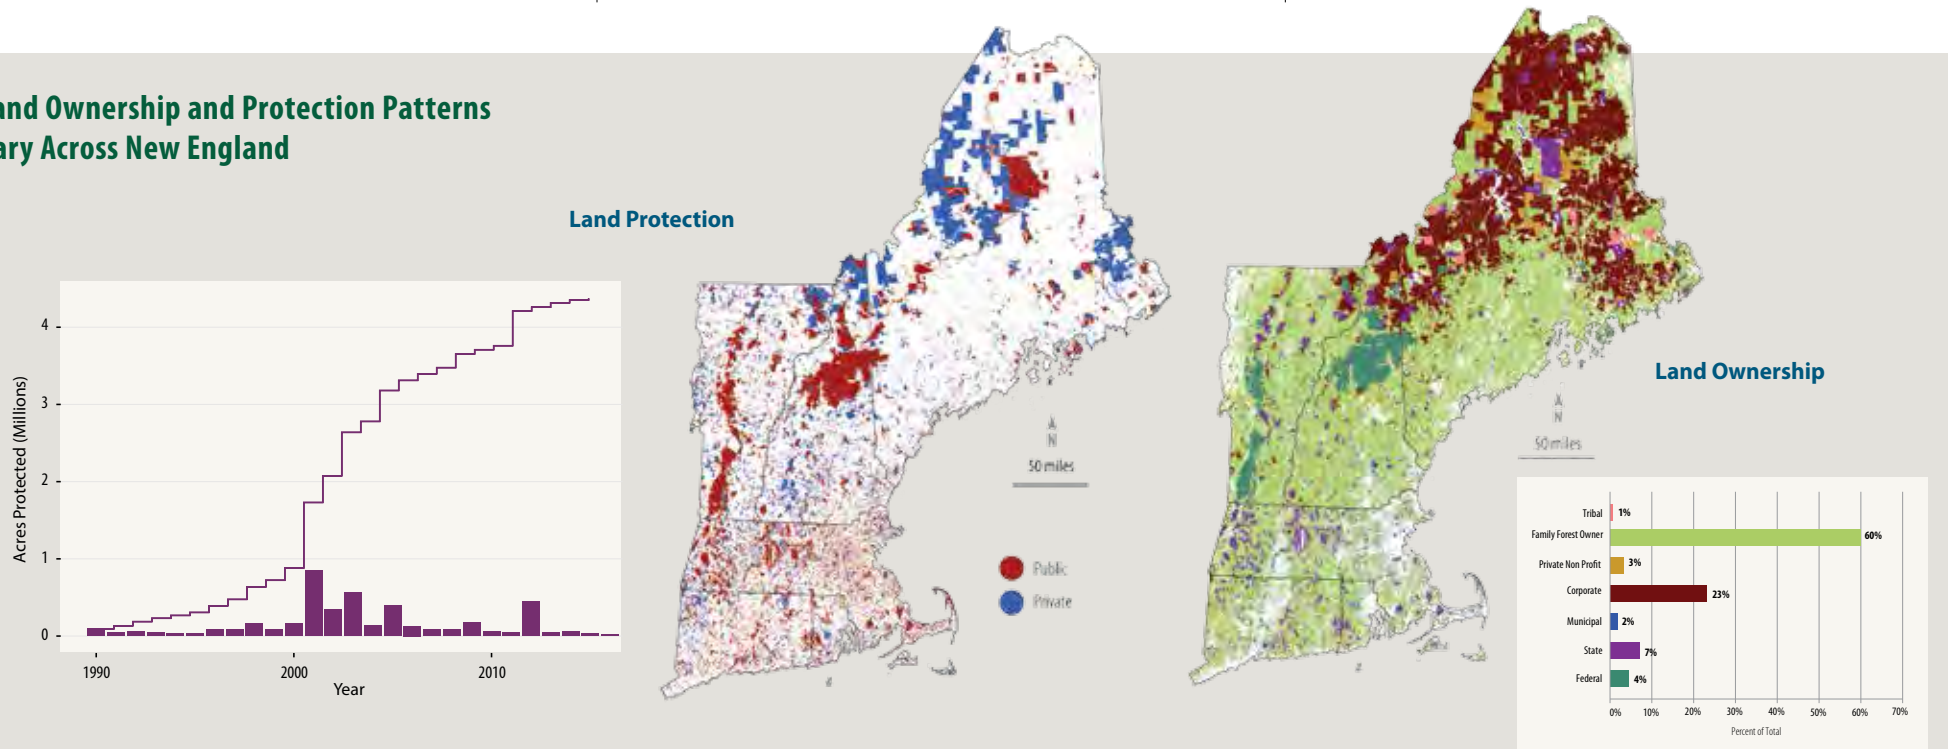 and Ownership and Protection Patterns
ary Across New England
Land Protection
Acres Protected (Millions)
4
3
2
1
0
1990
2000
2010
Year
A
N
50 miles
Public
Private
Land Ownership
A
N
50 miles
Tribal
1%
Family Forest Owner
60%
Private Non Profit
3%
Corporate
23%
Municipal
2%
State
7%
Federal
4%
0%
10%
20%
30%
40%
50%
60%
70%
Percent of Total